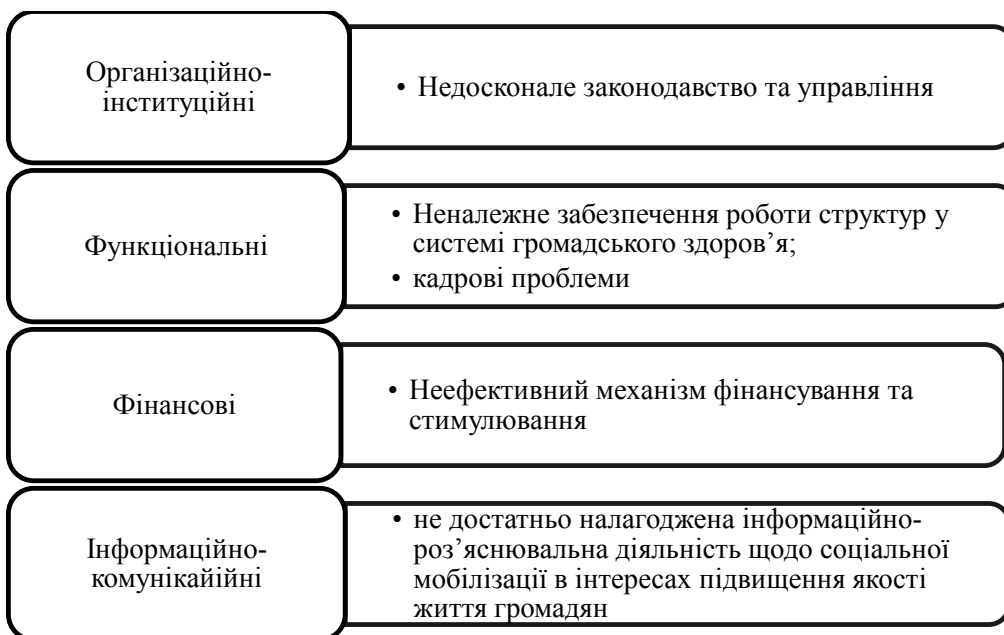 Організаційно-
інституційні
• Недосконале законодавство та управління
Функціональні
• Неналежне забезпечення роботи структур у
системі громадського здоров’я;
• кадрові проблеми
Фінансові
• Неефективний механізм фінансування та
стимулювання
Інформаційно-
комунікайійні
• не достатньо налагоджена інформаційно-
роз’яснювальна діяльність щодо соціальної
мобілізації в інтересах підвищення якості
життя громадян